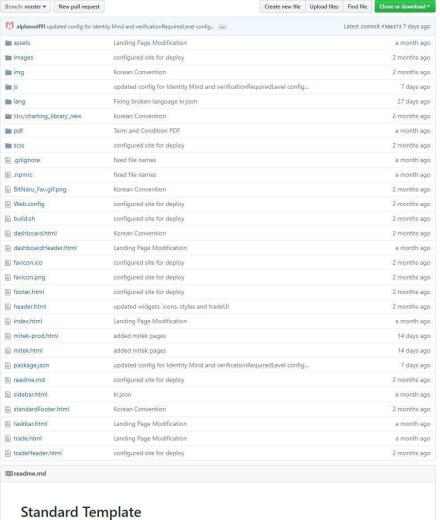 Branch: master New pull request Create new file Upload files Find file Clone or download
alphawolf91 updated config for Identity Mind and verificationRequiredLevel config... Latest commit 7 days ago
assets Landing Page Modification a month ago
images configured site for deploy 2 months ago
img Korean Convention 2 months ago
js updated config for Identity Mind and verificationRequiredLevel config... 7 days ago
lang Fixing broken language kr.json 27 days ago
libs/charting_library_new Korean Convention 2 months ago
pdf Term and Condition PDF a month ago
scss configured site for deploy 2 months ago
.gitignore fixed file names a month ago
.npmrc fixed file names a month ago
BitNaru_Fav.gif.png Korean Convention 2 months ago
Web.config configured site for deploy 2 months ago
build.sh configured site for deploy 2 months ago
dashboard.html Korean Convention 2 months ago
dashboardHeader.html Landing Page Modification a month ago
favicon.ico configured site for deploy 2 months ago
favicon.png configured site for deploy 2 months ago
footer.html configured site for deploy 2 months ago
header.html updated widgets, icons, styles and tradeUI. 2 months ago
index.html Landing Page Modification a month ago
mitek-prod.html added mitek pages 14 days ago
mitek.html added mitek pages 14 days ago
package.json updated config for Identity Mind and verificationRequiredLevel config... 7 days ago
readme.md configured site for deploy 2 months ago
sidebar.html kr.json a month ago
standardFooter.html Korean Convention 2 months ago
taskbar.html Landing Page Modification a month ago
trade.html Landing Page Modification a month ago
tradeHeader.html configured site for deploy 2 months ago
readme.md
Standard Template